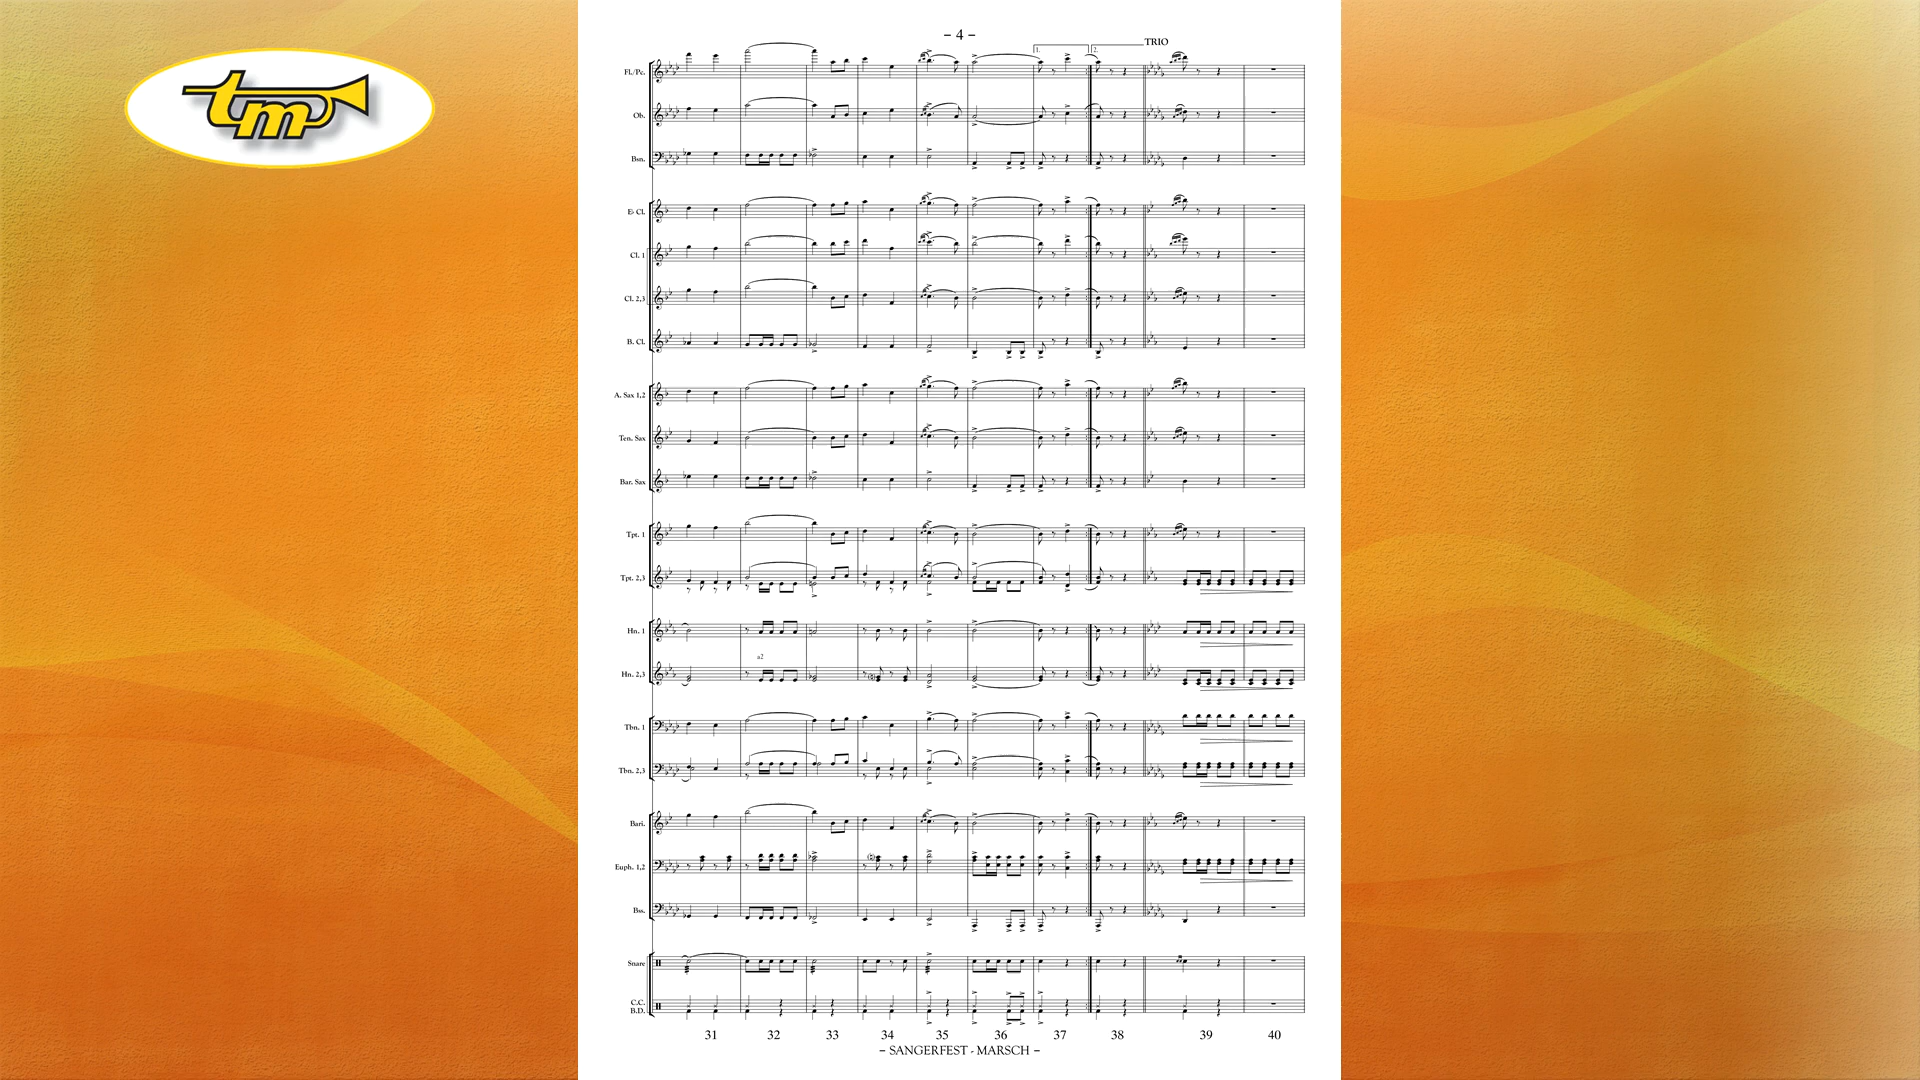 tm
- 4 -
1.
2.
TRIO
Fl./Pc.
Ob.
Bsn.
E♭ Cl.
Cl. 1
Cl. 2,3
B. Cl.
A. Sax 1,2
Ten. Sax
Bar. Sax
Tpt. 1
Tpt. 2,3
Hn. 1
a2
Hn. 2,3
Tbn. 1
Tbn. 2,3
Bari.
Euph. 1,2
Bss.
Snare
C.C.
B.D.
31 32 33 34 35 36 37 38 39 40
- SANGERFEST - MARSCH -